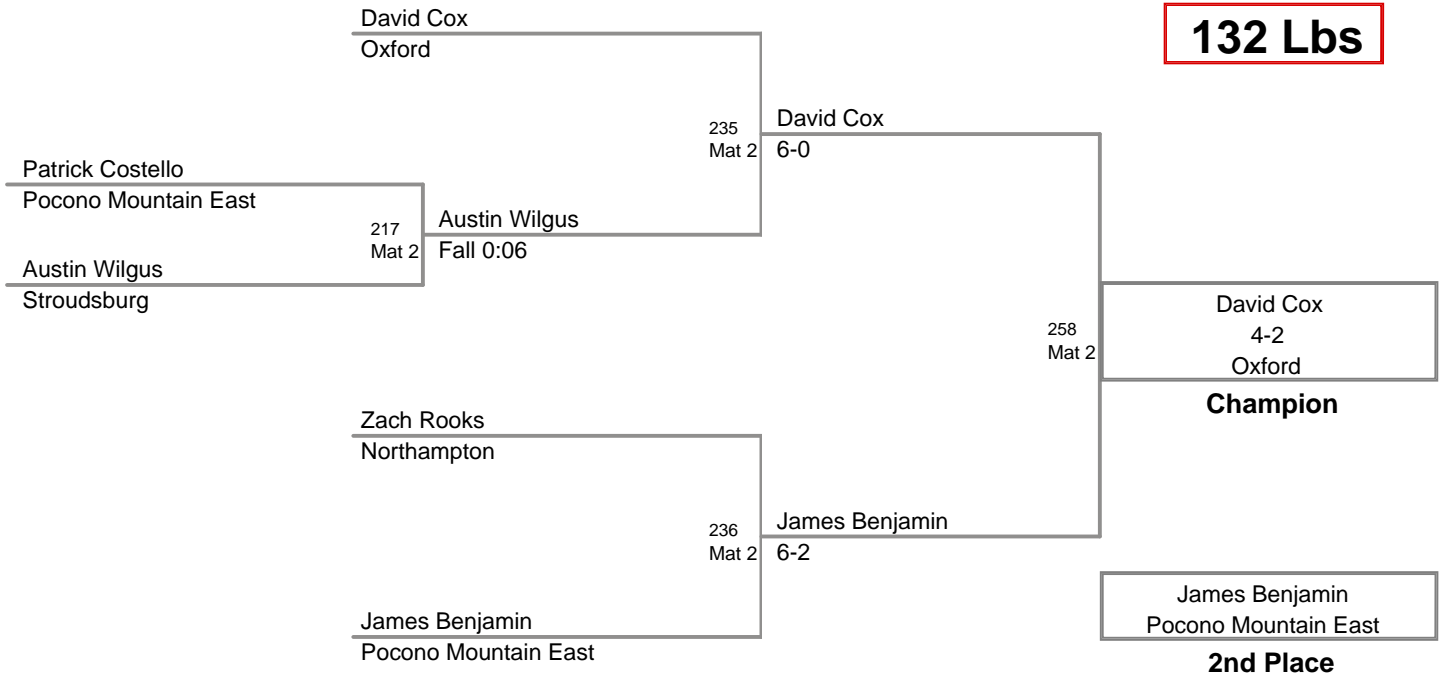 132 Lbs
David Cox
Oxford
235
Mat 2
David Cox
6-0
Patrick Costello
Pocono Mountain East
217
Mat 2
Austin Wilgus
Fall 0:06
Austin Wilgus
Stroudsburg
258
Mat 2
David Cox
4-2
Oxford
Champion
Zach Rooks
Northampton
236
Mat 2
James Benjamin
6-2
James Benjamin
Pocono Mountain East
James Benjamin
Pocono Mountain East
2nd Place